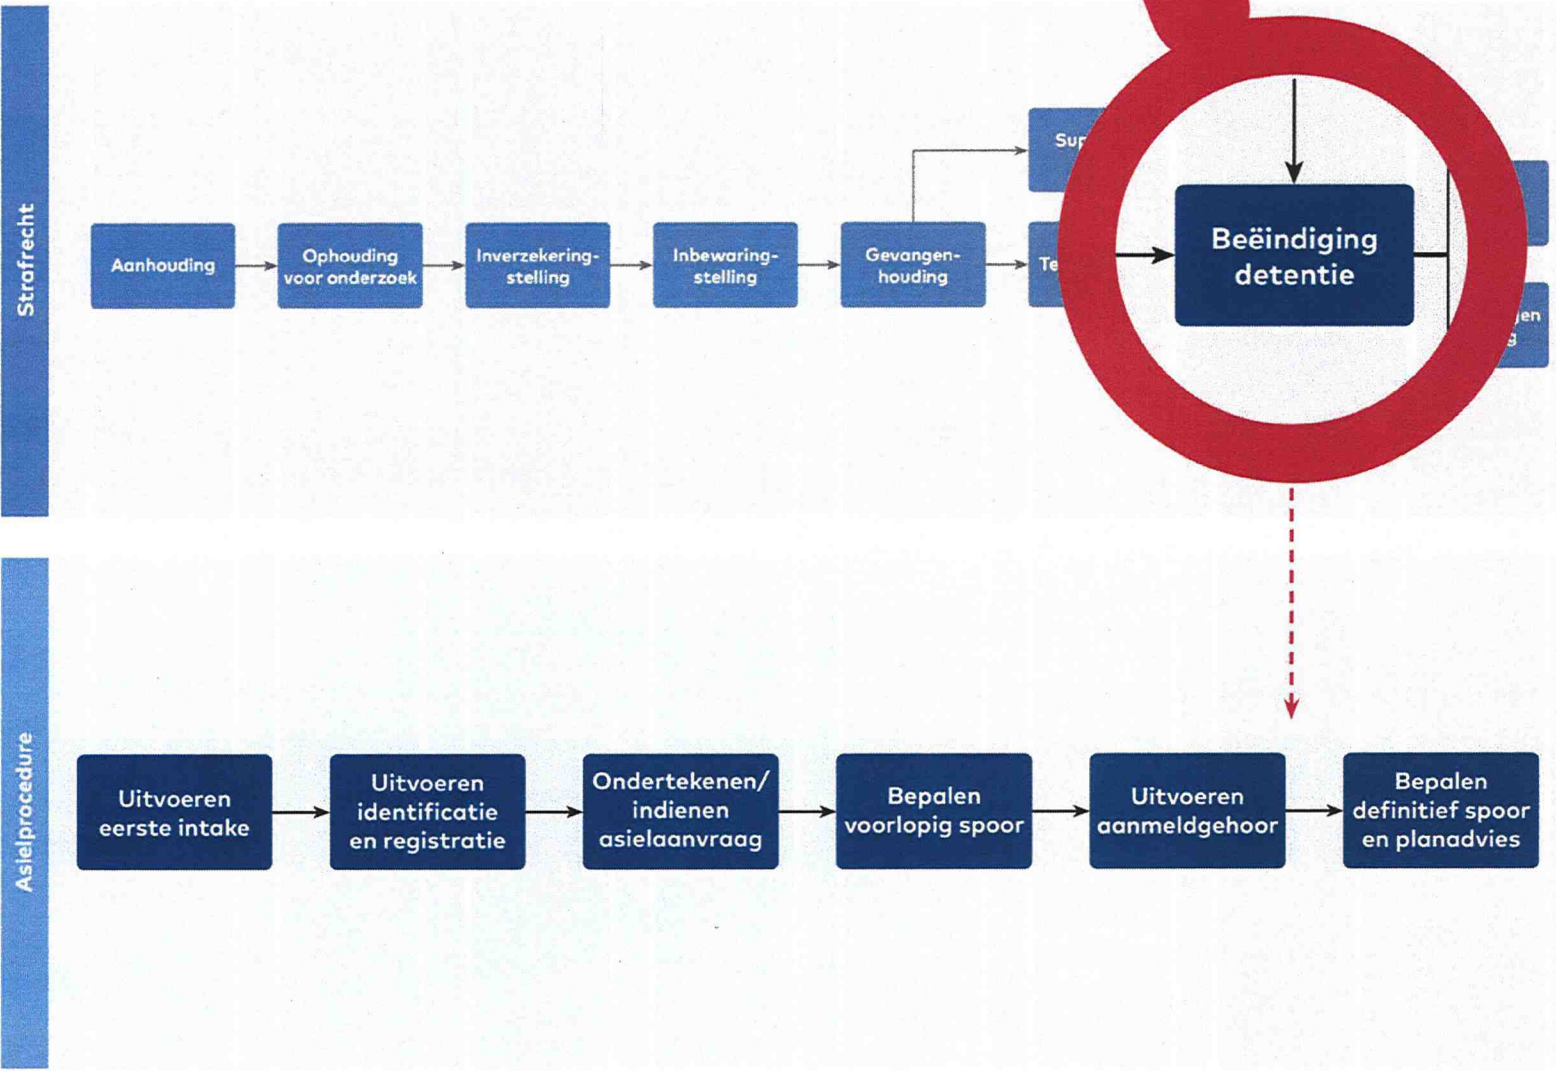 Strafrecht
Aanhouding
Ophouding
voor onderzoek
Inverzekering-
stelling
Inbewaring-
stelling
Gevangen-
houding
Beëindiging
detentie
Asielprocedure
Uitvoeren
eerste intake
Uitvoeren
identificatie
en registratie
Ondertekenen/
indienen
asielaanvraag
Bepalen
voorlopig spoor
Uitvoeren
aanmeldgehoor
Bepalen
definitief spoor
en planadvies